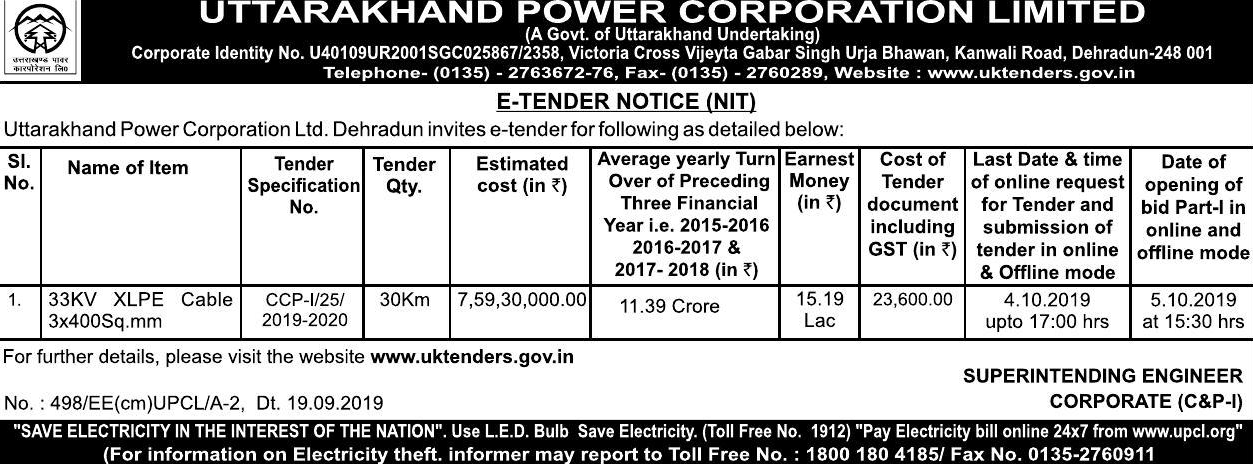 उत्तराखण्ड पावर
कारपोरेशन लि०
UTTARAKHAND POWER CORPORATION LIMITED
(A Govt. of Uttarakhand Undertaking)
Corporate Identity No. U40109UR2001SGC025867/2358, Victoria Cross Vijeyta Gabar Singh Urja Bhawan, Kanwali Road, Dehradun-248 001
Telephone- (0135) - 2763672-76, Fax- (0135) - 2760289, Website : www.uktenders.gov.in
E-TENDER NOTICE (NIT)
Uttarakhand Power Corporation Ltd. Dehradun invites e-tender for following as detailed below:
Sl.
No.
Name of Item
Tender
Specification
No.
Tender
Qty.
Estimated
cost (in ₹)
Average yearly Turn
Over of Preceding
Three Financial
Year i.e. 2015-2016
2016-2017 &
2017- 2018 (in ₹)
Earnest
Money
(in ₹)
Cost of
Tender
document
including
GST (in ₹)
Last Date & time
of online request
for Tender and
submission of
tender in online
& Offline mode
Date of
opening of
bid Part-I in
online and
offline mode
1.
33KV XLPE Cable
3x400Sq.mm
CCP-I/25/
2019-2020
30Km
7,59,30,000.00
11.39 Crore
15.19
Lac
23,600.00
4.10.2019
upto 17:00 hrs
5.10.2019
at 15:30 hrs
For further details, please visit the website www.uktenders.gov.in
SUPERINTENDING ENGINEER
No. : 498/EE(cm)UPCL/A-2, Dt. 19.09.2019
CORPORATE (C&P-I)
"SAVE ELECTRICITY IN THE INTEREST OF THE NATION". Use L.E.D. Bulb Save Electricity. (Toll Free No. 1912) "Pay Electricity bill online 24x7 from www.upcl.org"
(For information on Electricity theft. informer may report to Toll Free No. : 1800 180 4185/ Fax No. 0135-2760911